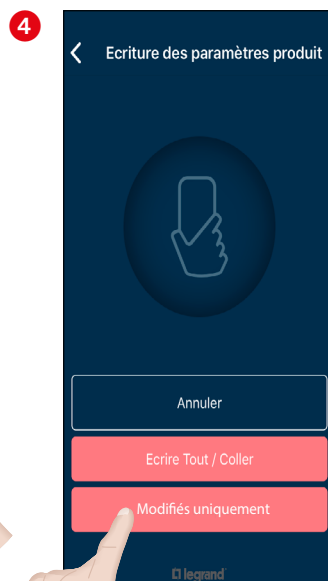 4
Ecriture des paramètres produit
Annuler
Ecrire Tout / Coller
Modifiés uniquement
legrand